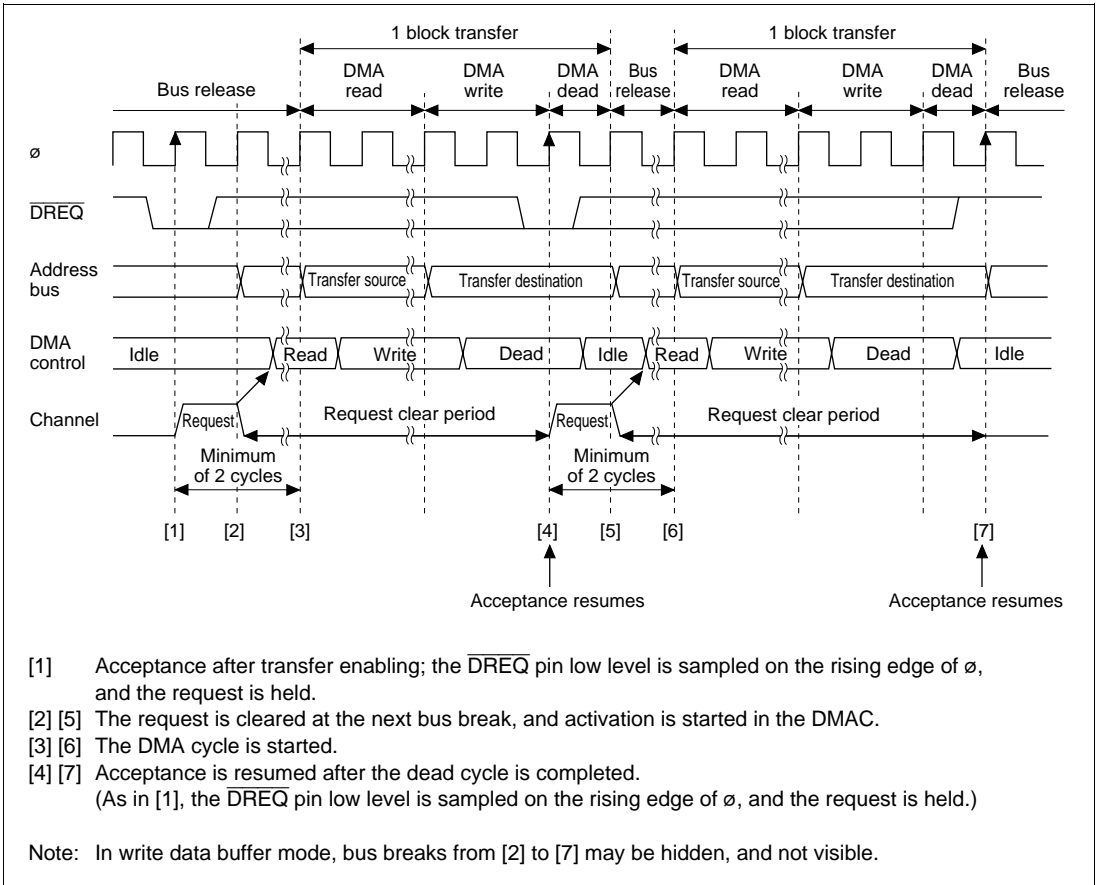 1 block transfer 1 block transfer
Bus release DMA read DMA write DMA dead Bus release DMA read DMA write DMA dead Bus release
ø
DREQ
Address bus Transfer source Transfer destination Transfer source Transfer destination
DMA control Idle Read Write Dead Idle Read Write Dead Idle
Channel Request Request clear period Request Request clear period
Minimum of 2 cycles Minimum of 2 cycles
[1] [2] [3] [4] [5] [6] [7]
Acceptance resumes Acceptance resumes
[1] Acceptance after transfer enabling; the DREQ pin low level is sampled on the rising edge of ø,
and the request is held.
[2] [5] The request is cleared at the next bus break, and activation is started in the DMAC.
[3] [6] The DMA cycle is started.
[4] [7] Acceptance is resumed after the dead cycle is completed.
(As in [1], the DREQ pin low level is sampled on the rising edge of ø, and the request is held.)
Note: In write data buffer mode, bus breaks from [2] to [7] may be hidden, and not visible.